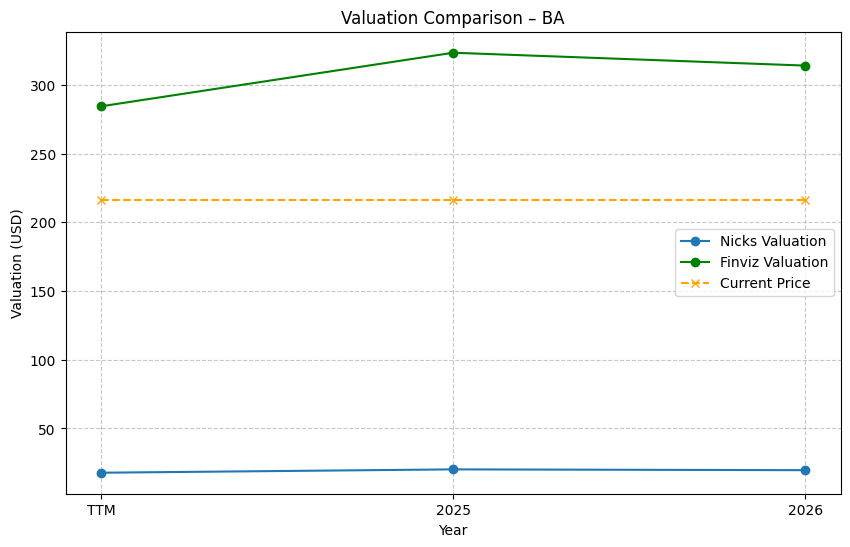 Valuation Comparison – BA
Valuation (USD)
300
250
200
150
100
50
Nicks Valuation
Finviz Valuation
Current Price
TTM
2025
2026
Year